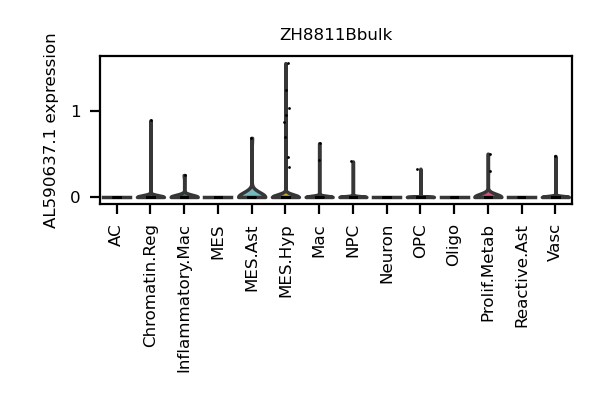 ZH8811Bbulk
AL590637.1 expression
1
0
AC
Chromatin.Reg
Inflammatory.Mac
MES
MES.Ast
MES.Hyp
Mac
NPC
Neuron
OPC
Oligo
Prolif.Metab
Reactive.Ast
Vasc